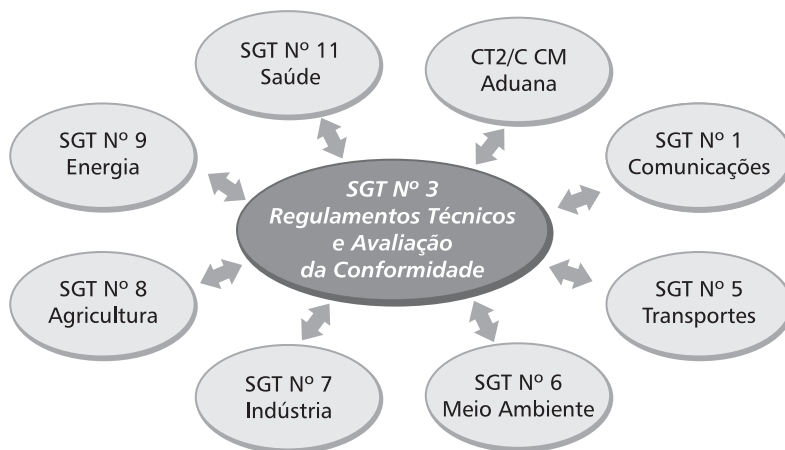 SGT Nº 11
Saúde
CT2/C CM
Aduana
SGT Nº 9
Energia
SGT Nº 1
Comunicações
SGT Nº 3
Regulamentos Técnicos
e Avaliação
da Conformidade
SGT Nº 8
Agricultura
SGT Nº 5
Transportes
SGT Nº 7
Indústria
SGT Nº 6
Meio Ambiente